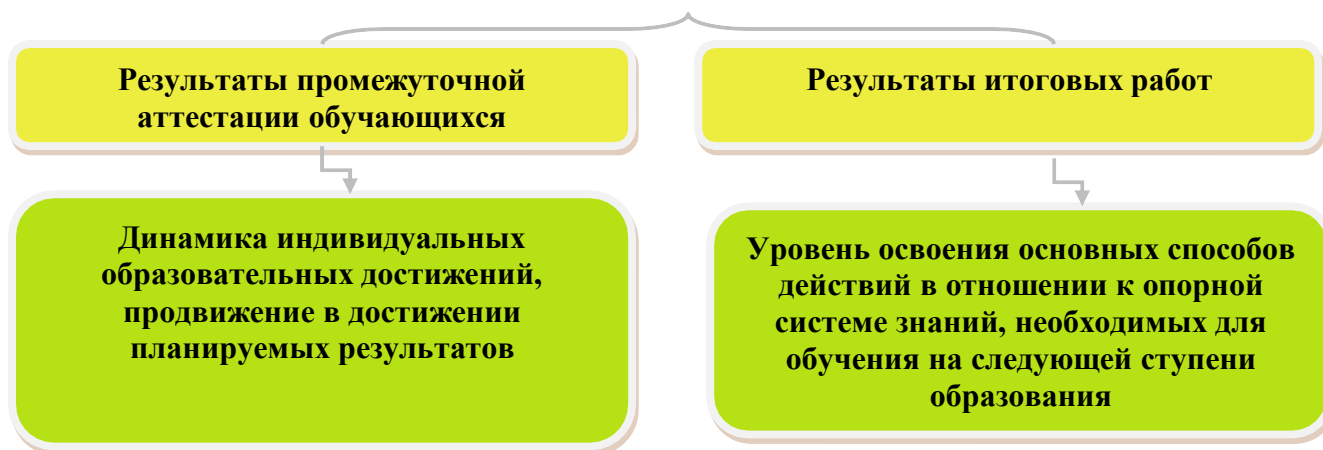 Результаты промежуточной
аттестации обучающихся
Результаты итоговых работ
Динамика индивидуальных
образовательных достижений,
продвижение в достижении
планируемых результатов
Уровень освоения основных способов
действий в отношении к опорной
системе знаний, необходимых для
обучения на следующей ступени
образования